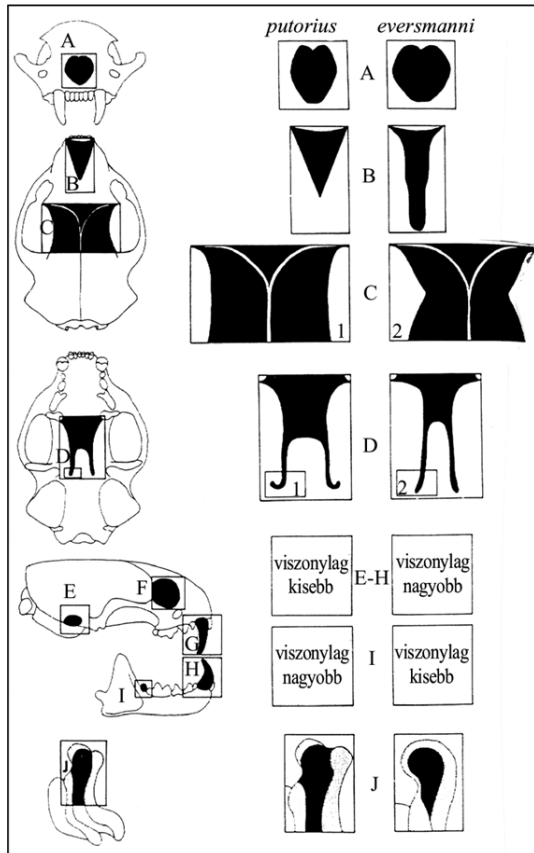 putorius eversmanni
A A
B B
C C
1 2
D D
1 2
E F viszonylag kisebb E-H viszonylag nagyobb
G
H
I viszonylag nagyobb I viszonylag kisebb
J J